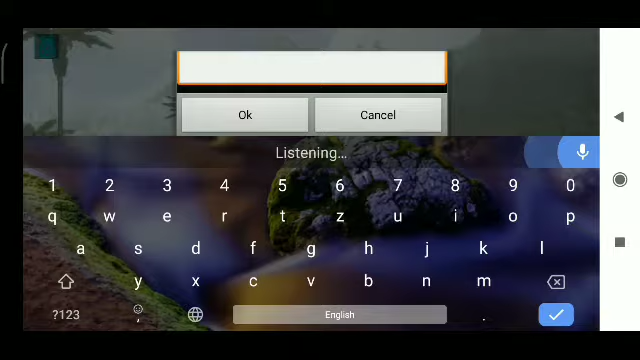 Ok Cancel
Listening...
1 2 3 4 5 6 7 8 9 0
q w e r t z u i o p
a s d f g h j k l
y x c v b n m
?123 , English .